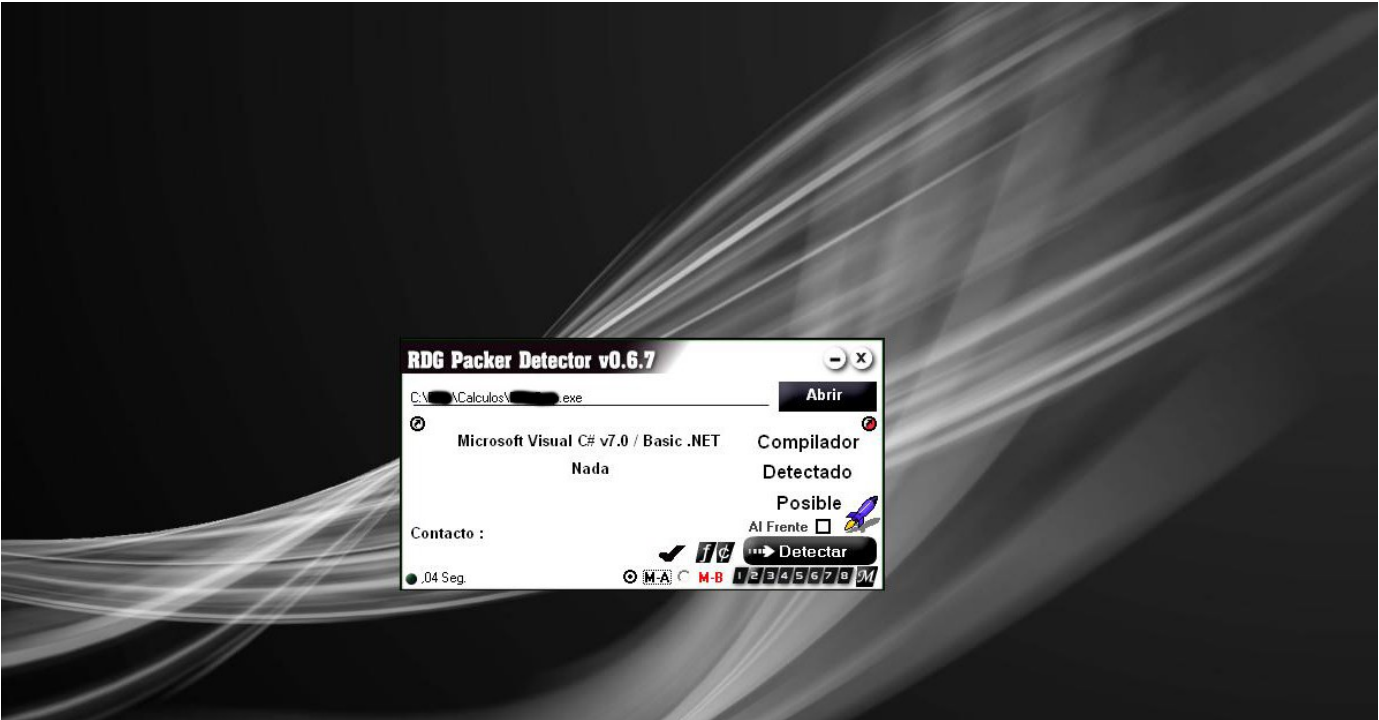 RDG Packer Detector v0.6.7
C:\ \Calculos\ .exe
Abrir
Microsoft Visual C# v7.0 / Basic .NET
Compilador
Nada
Detectado
Posible
Al Frente
Contacto :
f ¢
Detectar
,04 Seg.
M-A M-B 1 2 3 4 5 6 7 8 M